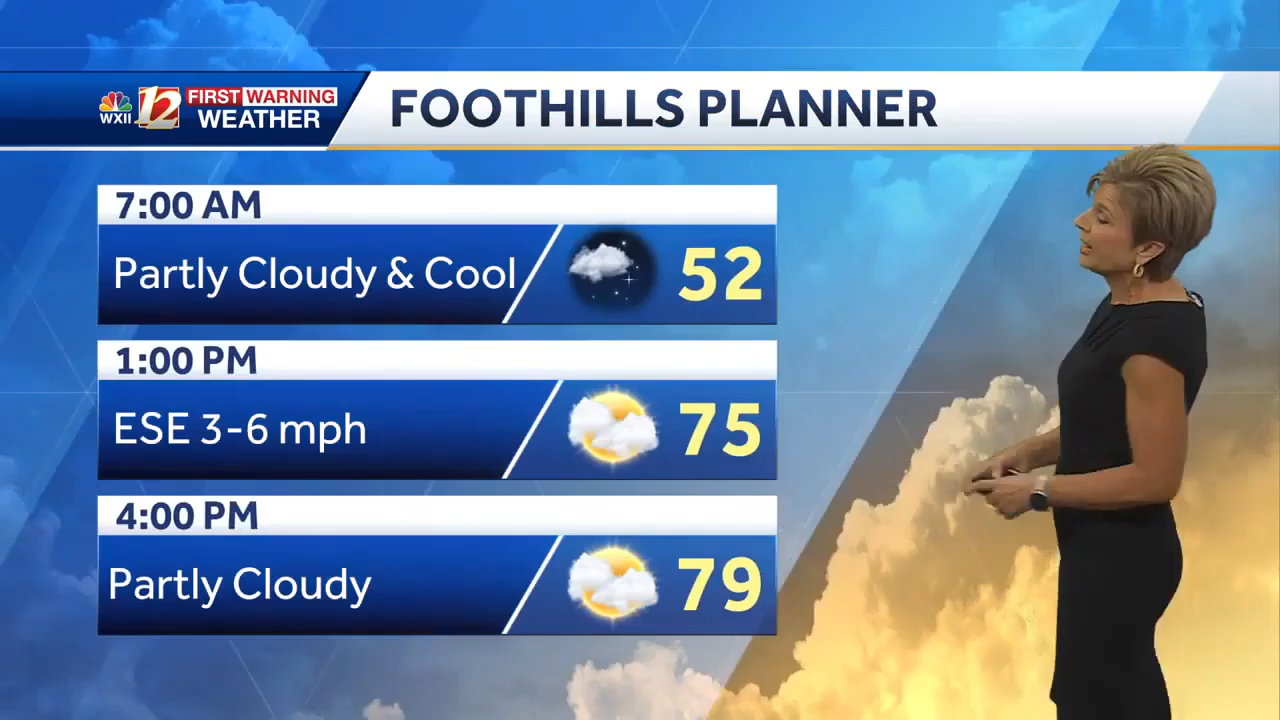 WXII 12 FIRST WARNING
WEATHER
FOOTHILLS PLANNER
7:00 AM
Partly Cloudy & Cool 52
1:00 PM
ESE 3-6 mph 75
4:00 PM
Partly Cloudy 79